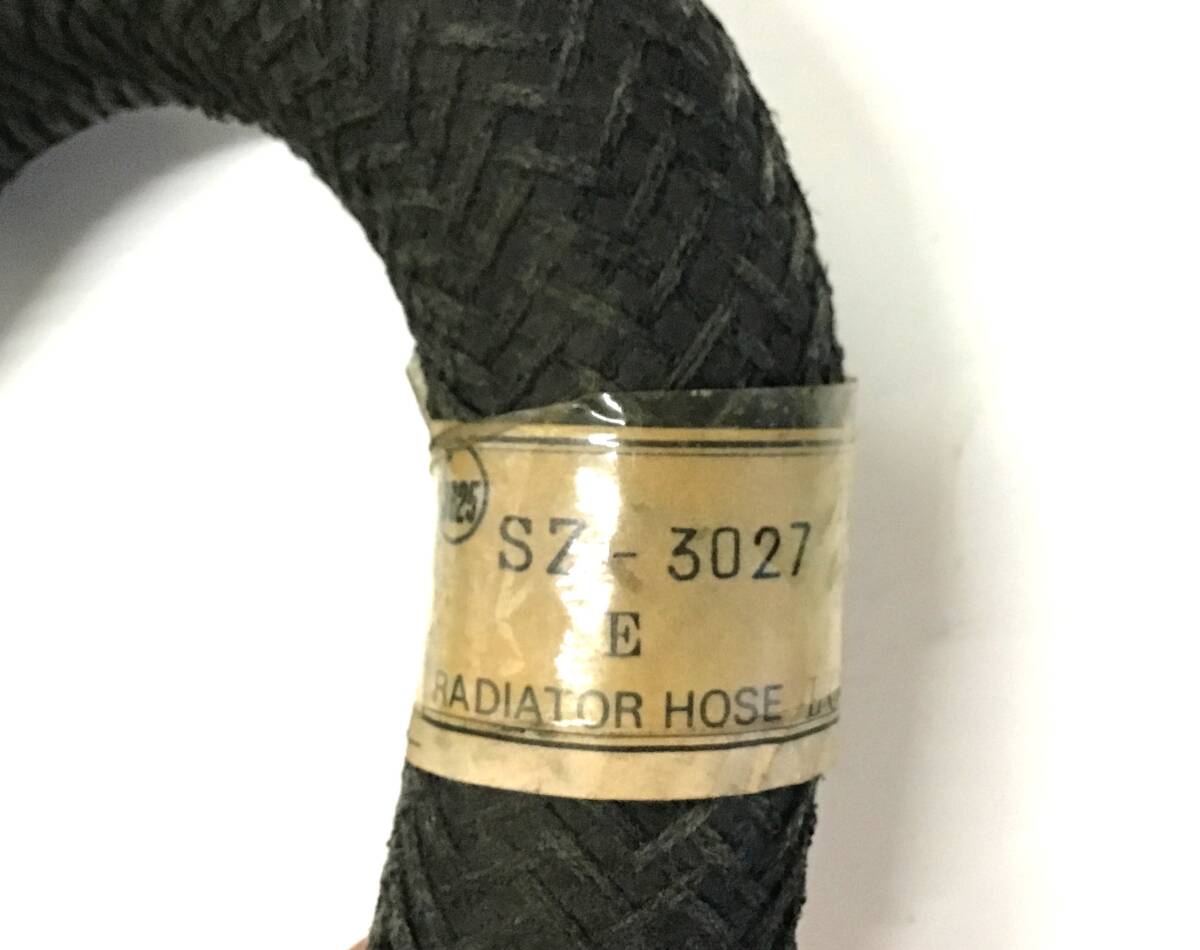 SZ-3027
E
RADIATOR HOSE